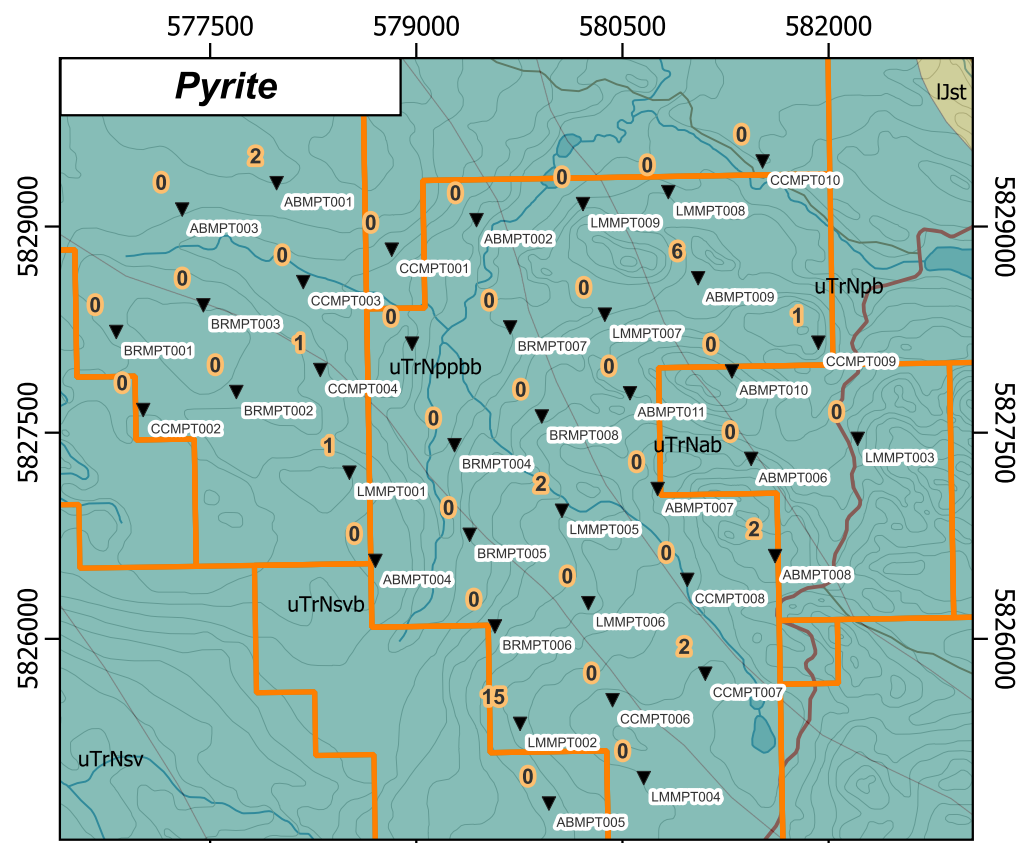 577500 579000 580500 582000
Pyrite
lJst
0
CCMPT010
2
ABMPT001
0
ABMPT003
0
LMMPT008
0
LMMPT009
0
ABMPT002
0
CCMPT001
5829000
5829000
6
ABMPT009
0
CCMPT003
uTrNpb
0
BRMPT003
0
LMMPT007
0
BRMPT007
0
BRMPT001
1
CCMPT009
0
uTrNppbb
1
CCMPT004
0
ABMPT010
0
BRMPT002
0
ABMPT011
0
CCMPT002
0
BRMPT008
5827500
5827500
0
LMMPT003
uTrNab
0
BRMPT004
0
ABMPT006
1
LMMPT001
0
ABMPT007
2
LMMPT005
0
BRMPT005
2
ABMPT008
0
ABMPT004
0
CCMPT008
0
LMMPT006
uTrNsvb
0
BRMPT006
5826000
5826000
2
CCMPT007
0
CCMPT006
15
LMMPT002
uTrNsv
0
LMMPT004
0
ABMPT005